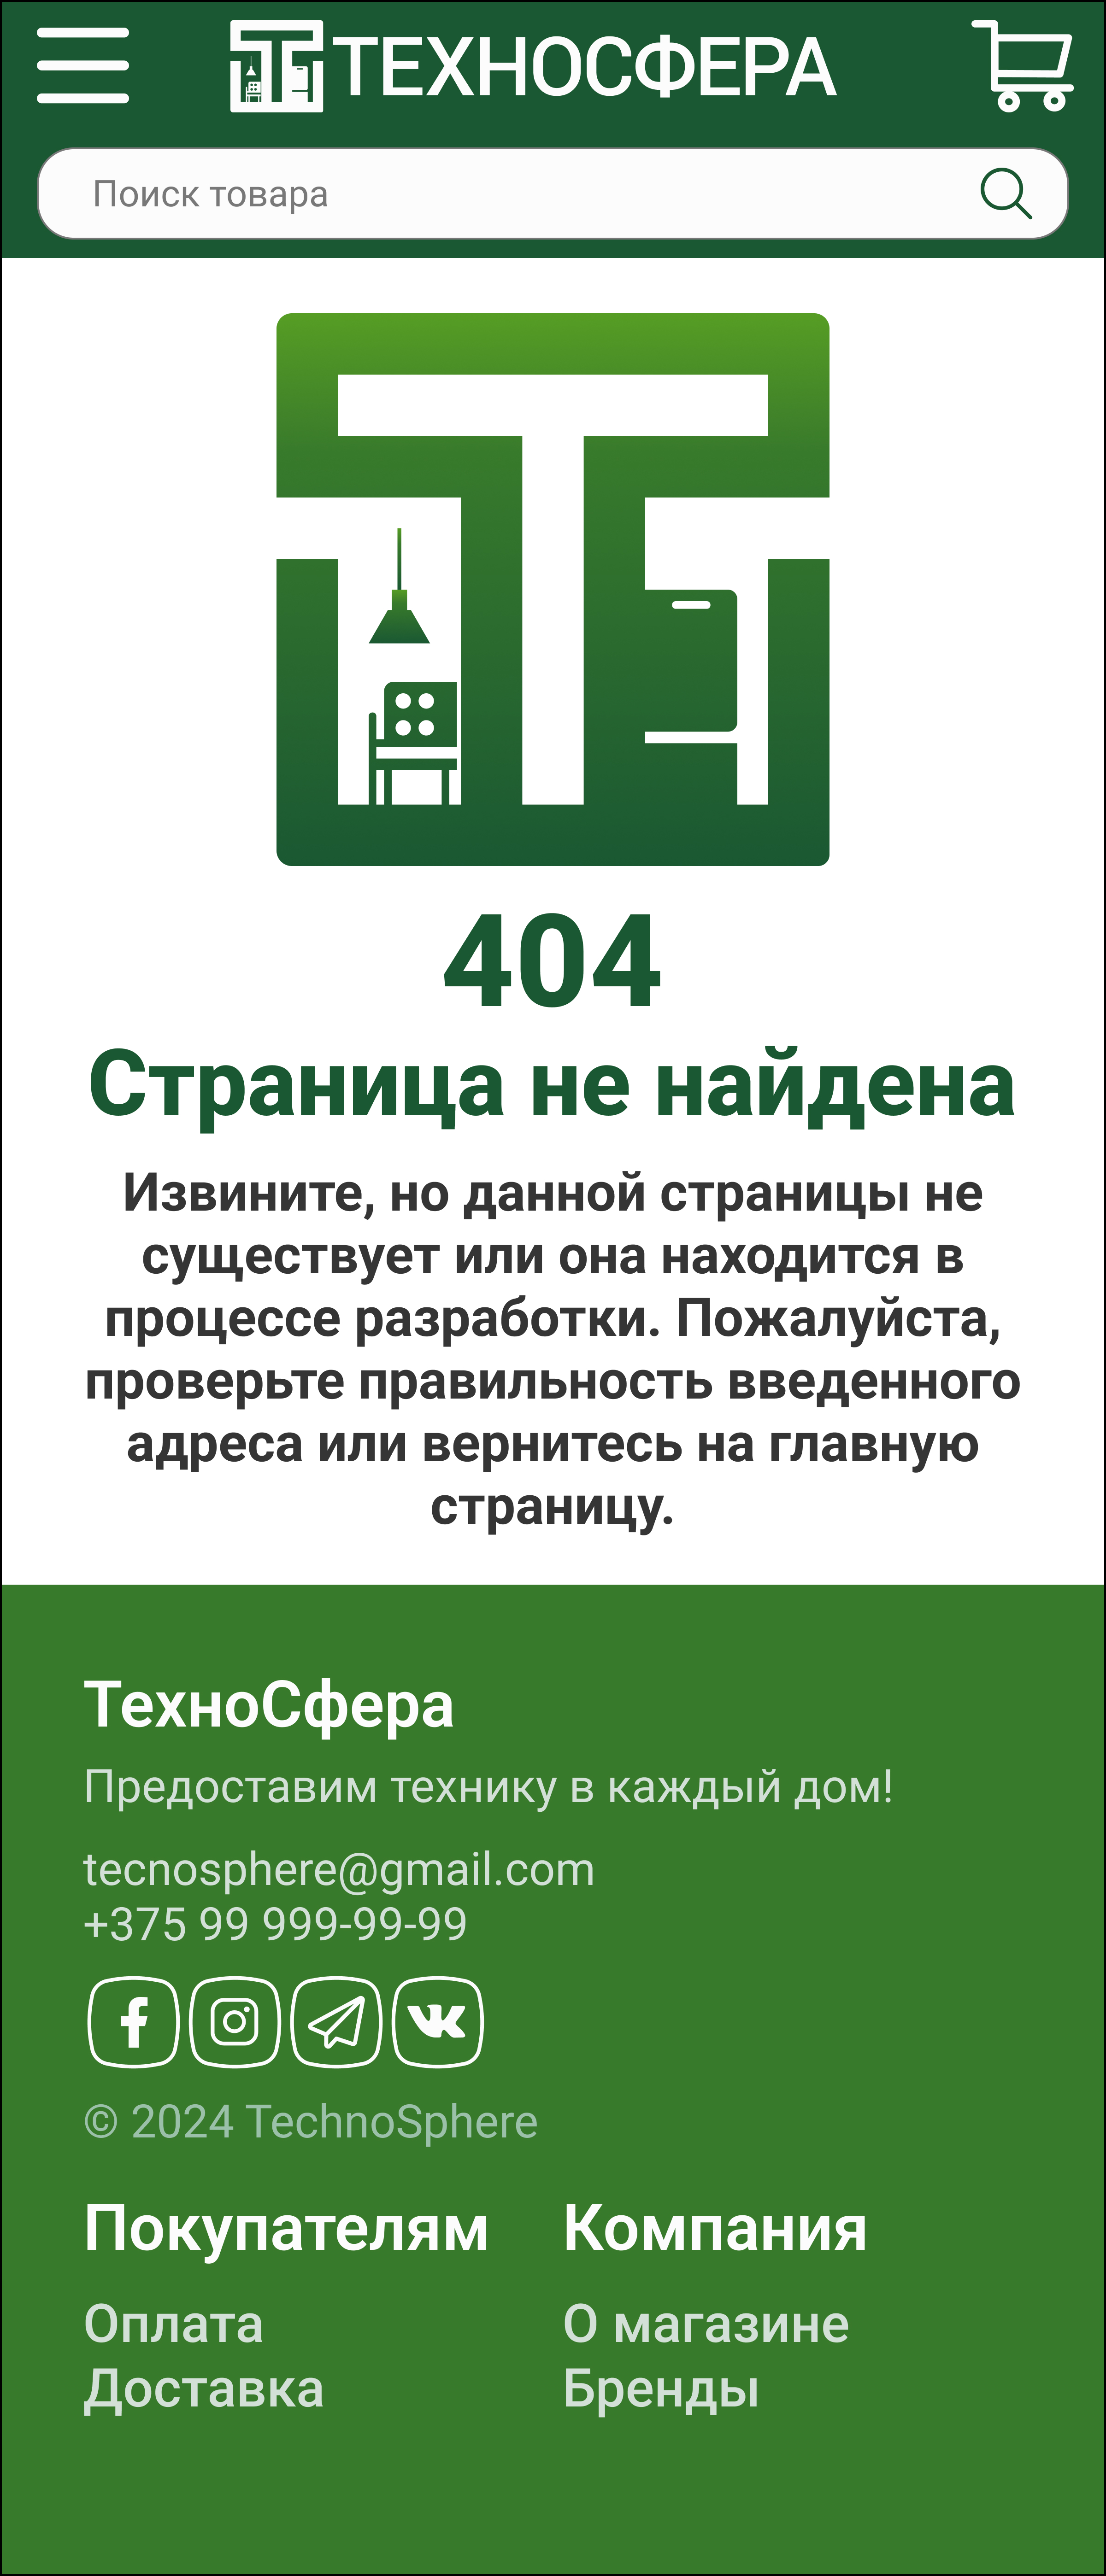 ТЕХНОСФЕРА
Поиск товара
404
Страница не найдена
Извините, но данной страницы не
существует или она находится в
процессе разработки. Пожалуйста,
проверьте правильность введенного
адреса или вернитесь на главную
страницу.
ТехноСфера
Предоставим технику в каждый дом!
tecnosphere@gmail.com
+375 99 999-99-99
© 2024 TechnoSphere
Покупателям
Оплата
Доставка
Компания
О магазине
Бренды